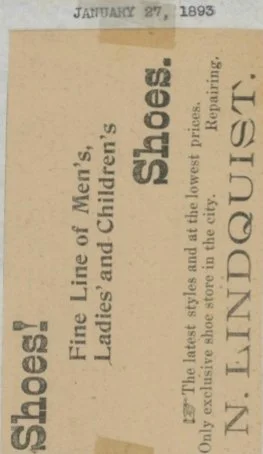 JANUARY 27, 1893
Shoes!
Fine Line of Men's,
Ladies' and Children's
Shoes.
☞The latest styles and at the lowest prices.
Only exclusive shoe store in the city. Repairing.
N. LINDQUIST.